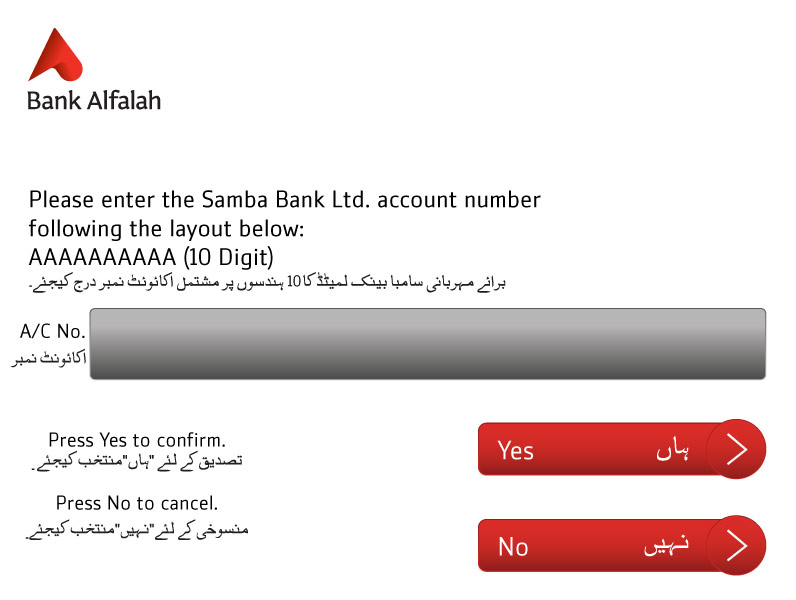 Bank Alfalah
Please enter the Samba Bank Ltd. account number
following the layout below:
AAAAAAAAAA (10 Digit)
برائے مہربانی سامبا بینک لمیٹڈ کا 10 ہندسوں پر مشتمل اکائونٹ نمبر درج کیجئے۔
A/C No.
اکائونٹ نمبر
Press Yes to confirm.
تصدیق کے لئے "ہاں" منتخب کیجئے۔
Yes ہاں
Press No to cancel.
منسوخی کے لئے "نہیں" منتخب کیجئے۔
No نہیں